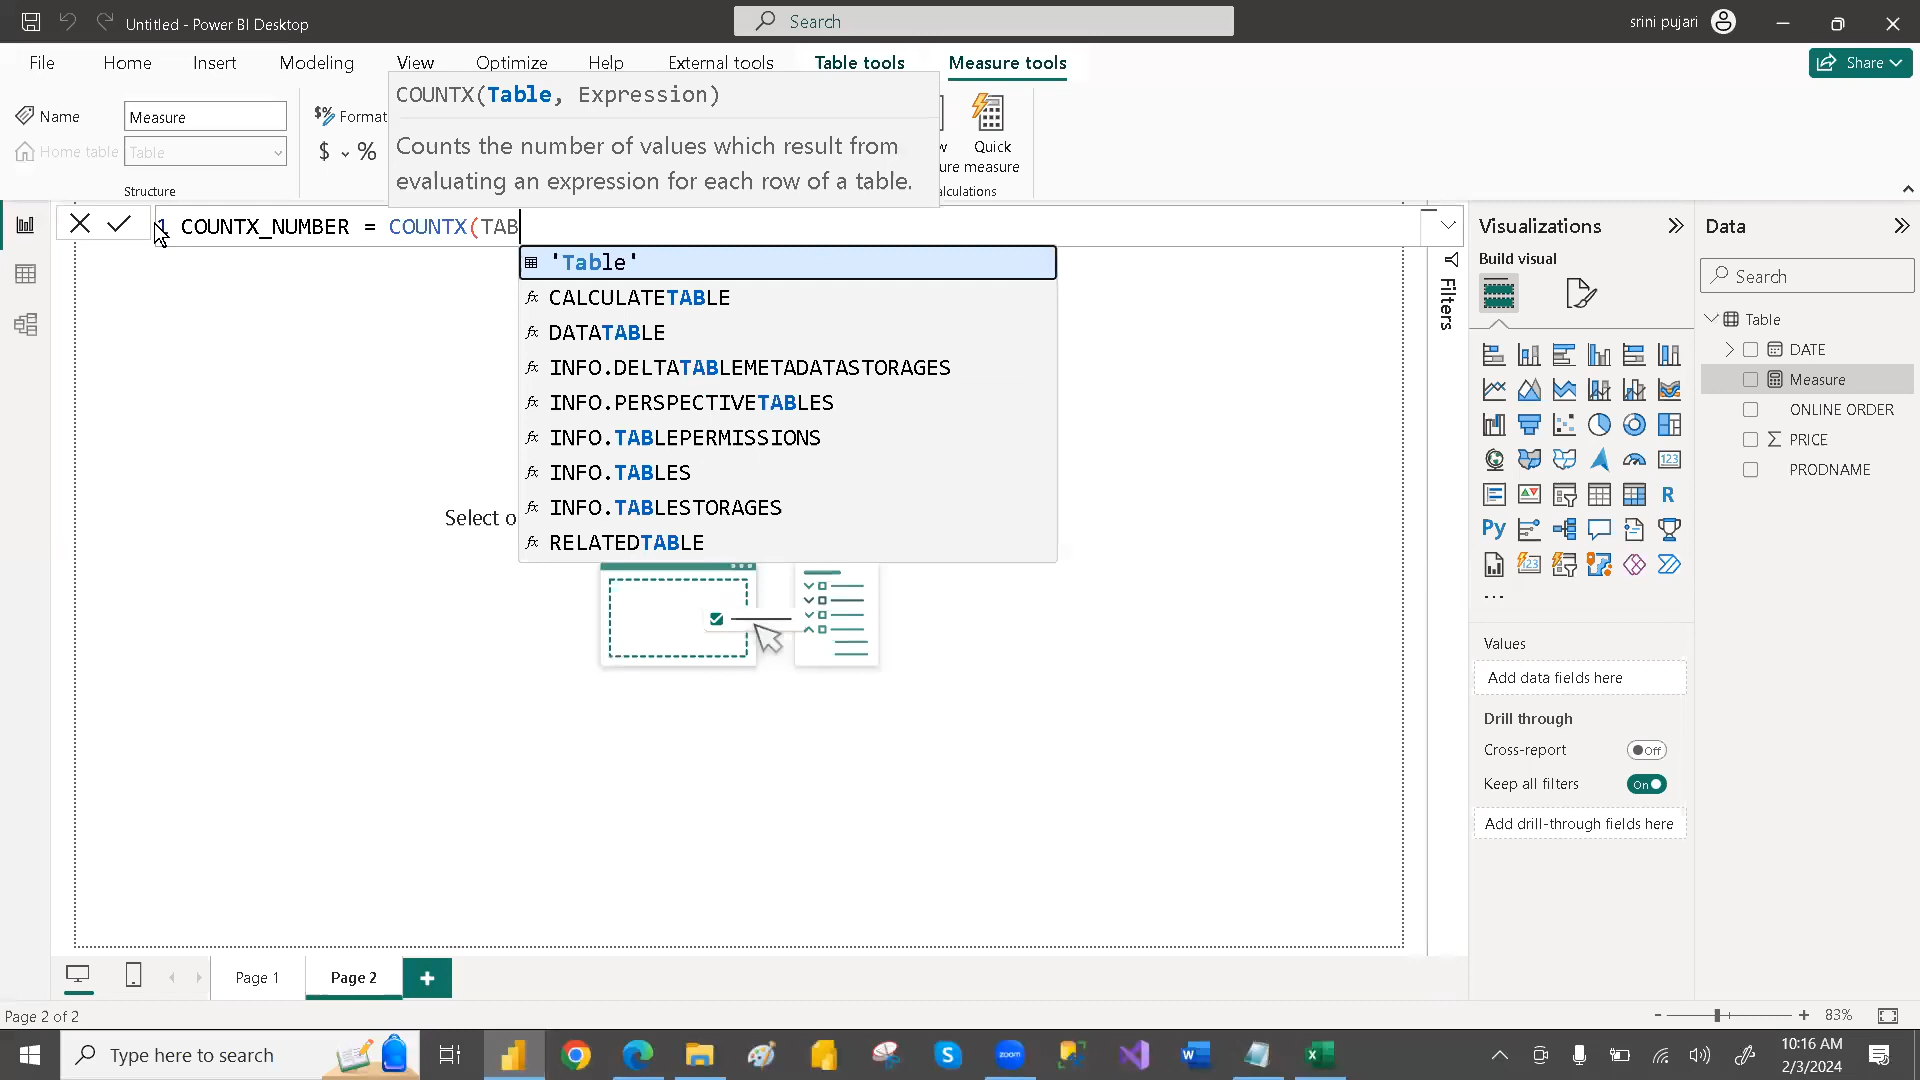 Untitled - Power BI Desktop
Search
srini pujari
File
Home
Insert
Modeling
View
Optimize
Help
External tools
Table tools
Measure tools
Share
COUNTX(Table, Expression)
Counts the number of values which result from
evaluating an expression for each row of a table.
Name
Measure
Format
Home table
Table
$ %
Quick
measure
Structure
1 COUNTX_NUMBER = COUNTX(TAB
'Table'
CALCULATETABLE
DATATABLE
INFO.DELTATABLEMETADATASTORAGES
INFO.PERSPECTIVETABLES
INFO.TABLEPERMISSIONS
INFO.TABLES
INFO.TABLESTORAGES
RELATEDTABLE
Select o
Filters
Visualizations
Build visual
Values
Add data fields here
Drill through
Cross-report
Off
Keep all filters
On
Add drill-through fields here
Data
Search
Table
DATE
Measure
ONLINE ORDER
PRICE
PRODNAME
Page 1
Page 2
Page 2 of 2
83%
Type here to search
zoom
10:16 AM
2/3/2024